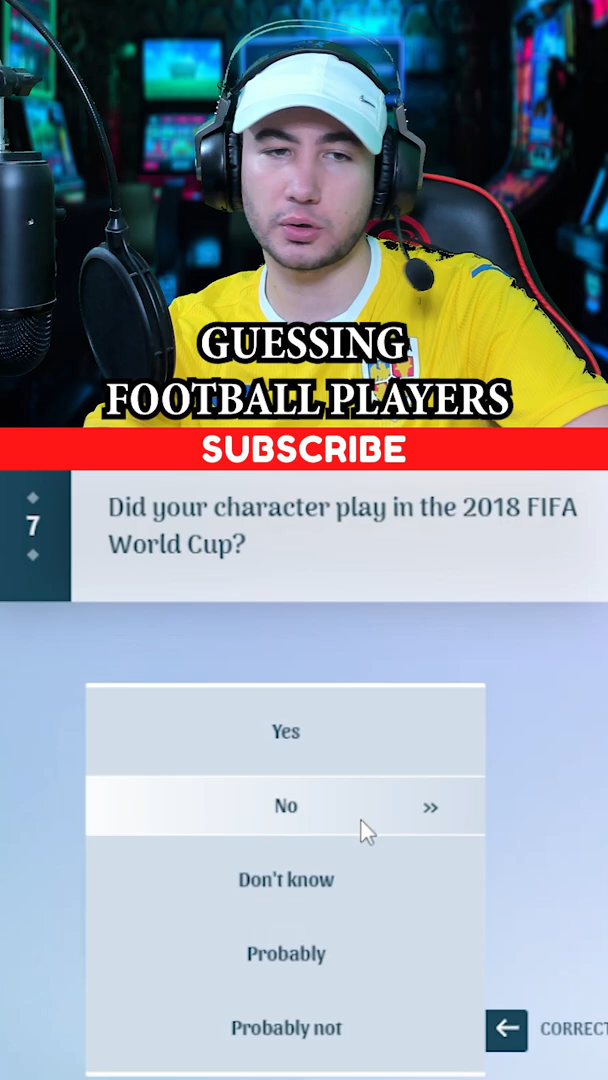 GUESSING
FOOTBALL PLAYERS
SUBSCRIBE
7
Did your character play in the 2018 FIFA
World Cup?
Yes
No
Don't know
Probably
Probably not
CORRECT